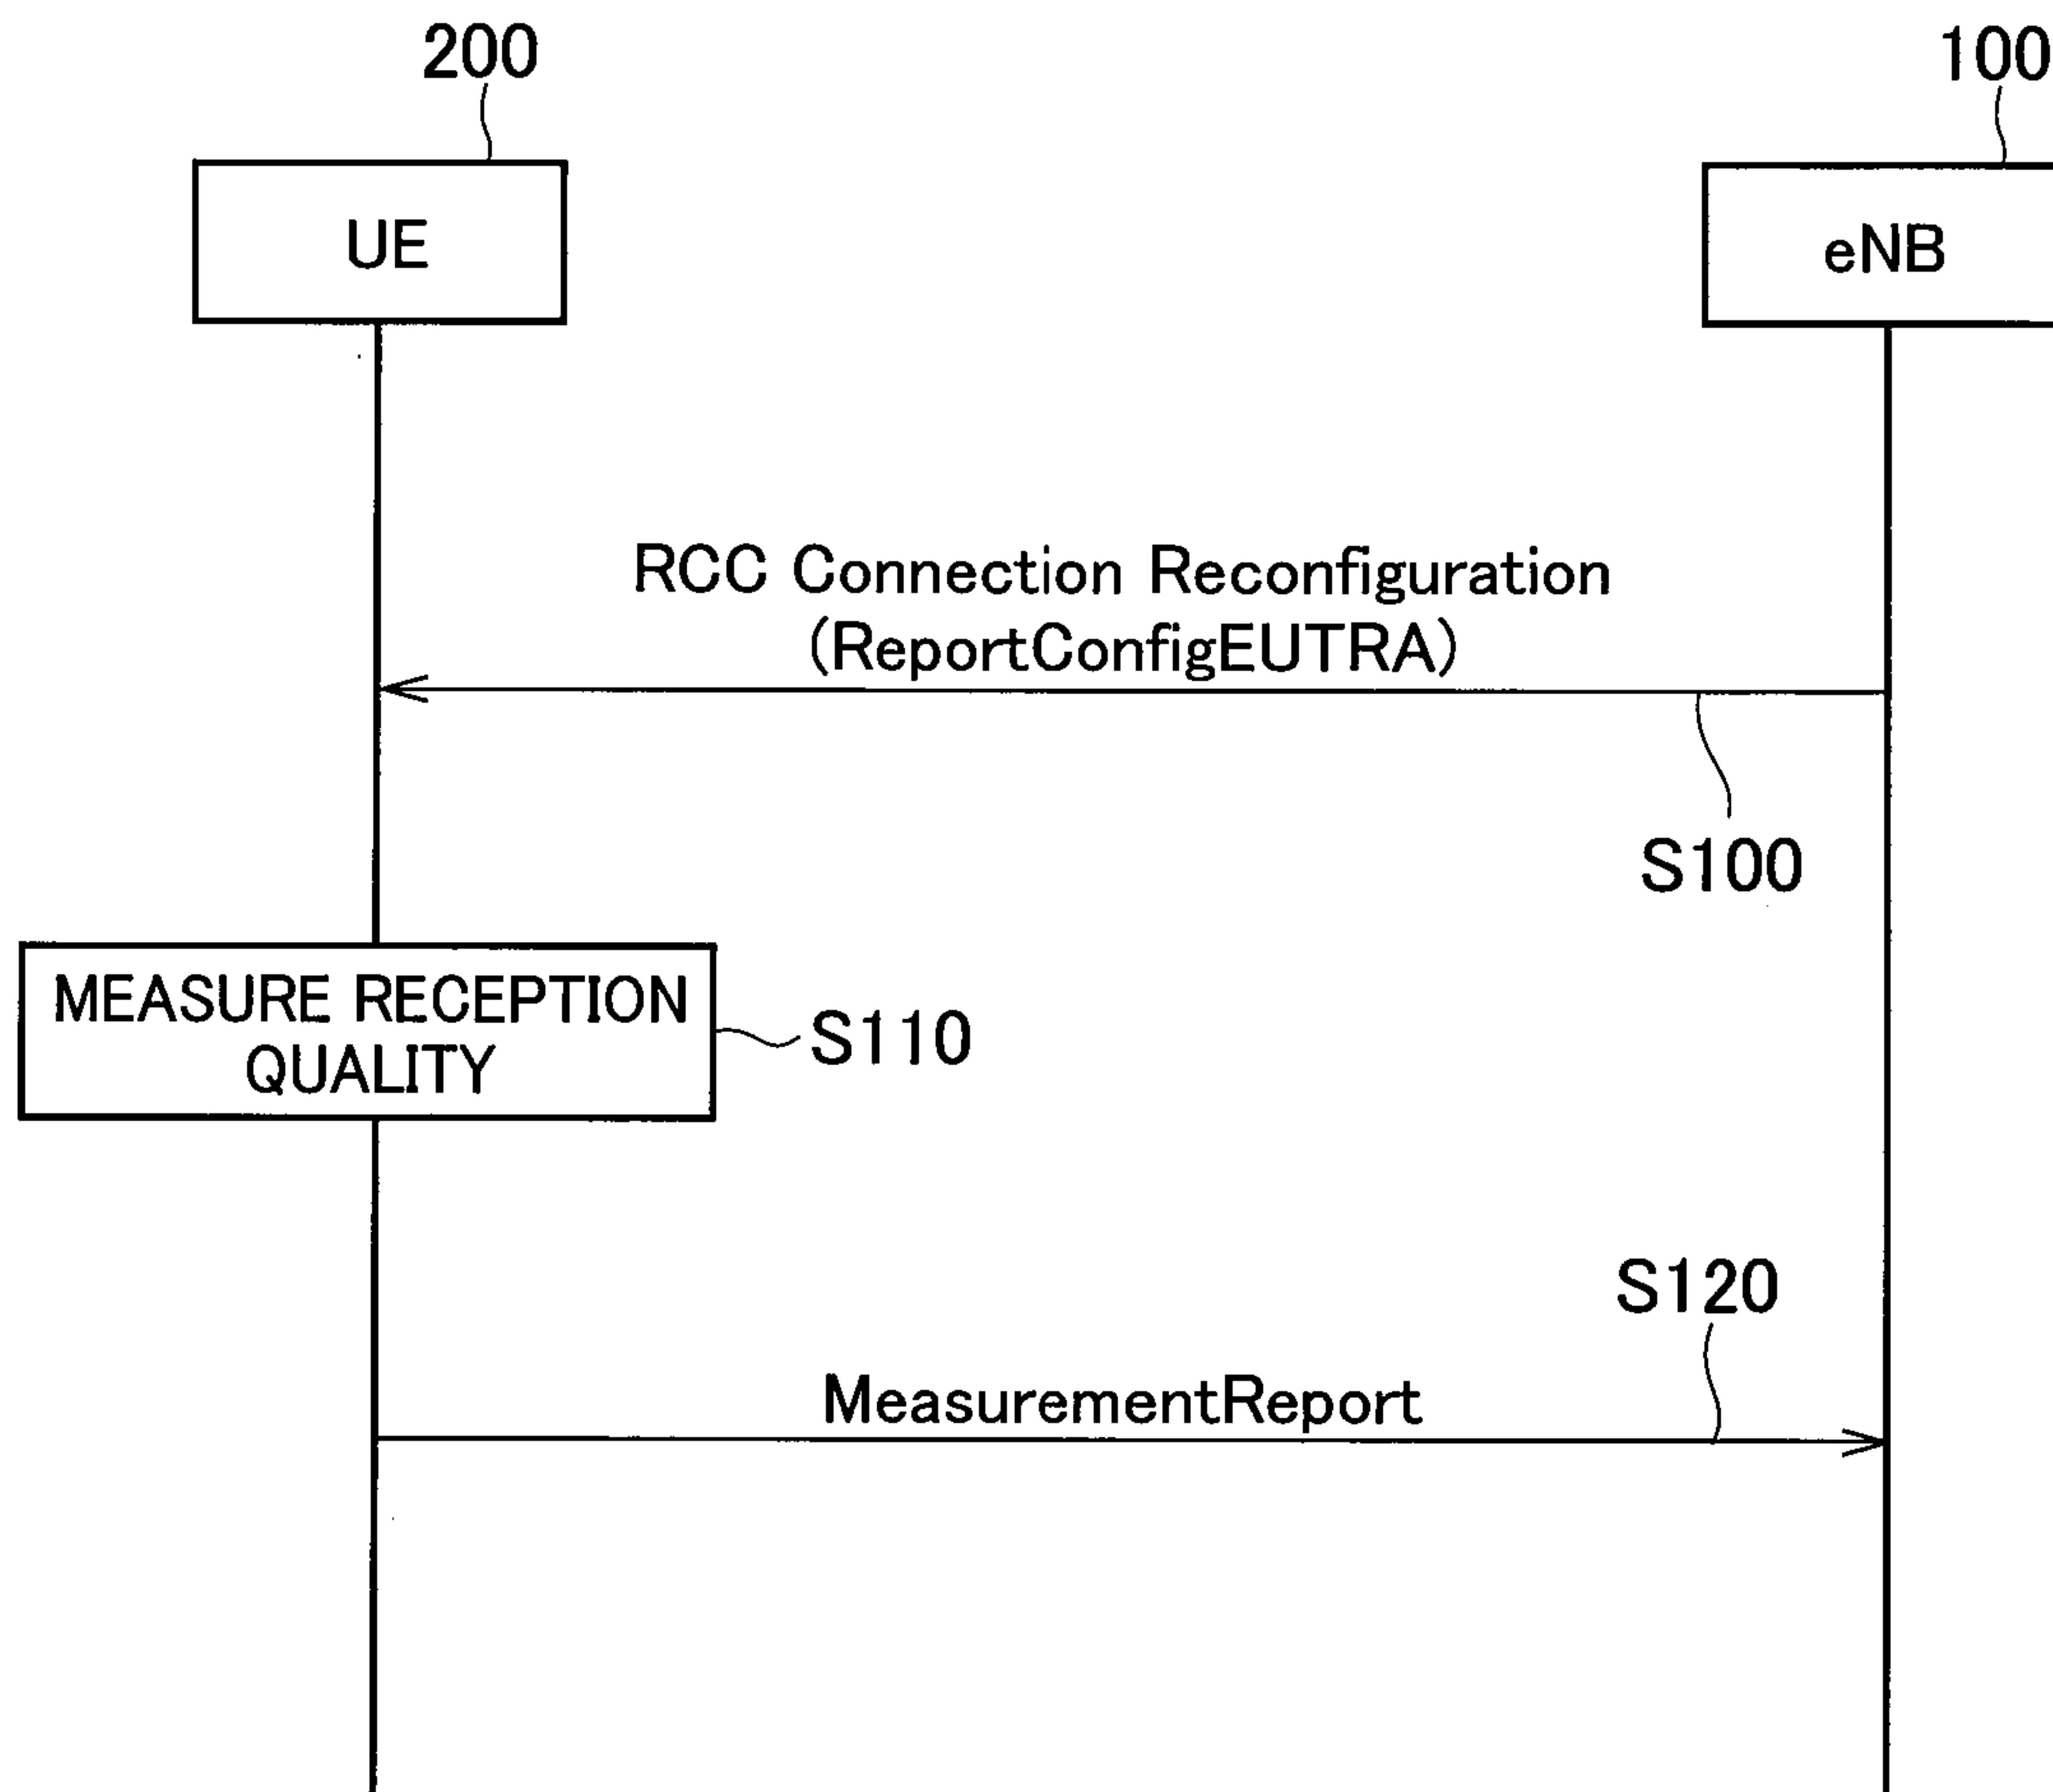 200
100
UE
eNB
RCC Connection Reconfiguration
(ReportConfigEUTRA)
S100
MEASURE RECEPTION
QUALITY
S110
S120
MeasurementReport